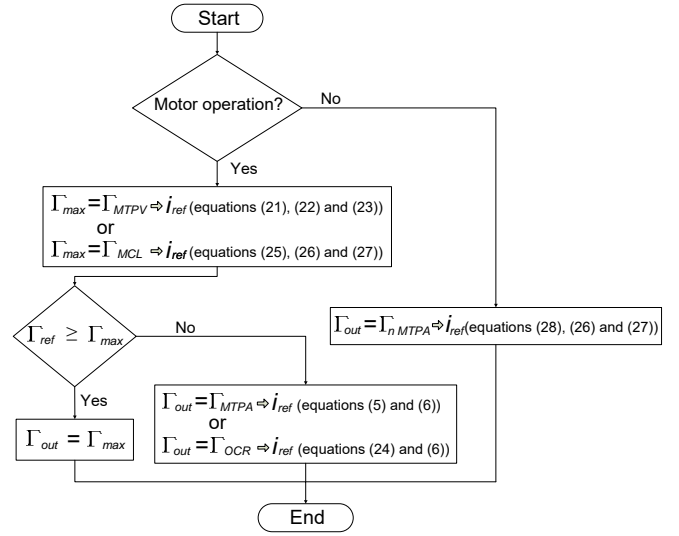 Start
Motor operation?
No
Yes
Γmax=ΓMTPV ⇨ iref (equations (21), (22) and (23))
or
Γmax=ΓMCL ⇨ iref (equations (25), (26) and (27))
Γref ≥ Γmax
No
Γout=Γn MTPA⇨iref(equations (28), (26) and (27))
Yes
Γout = Γmax
Γout=ΓMTPA ⇨ iref (equations (5) and (6))
or
Γout=ΓOCR ⇨ iref (equations (24) and (6))
End